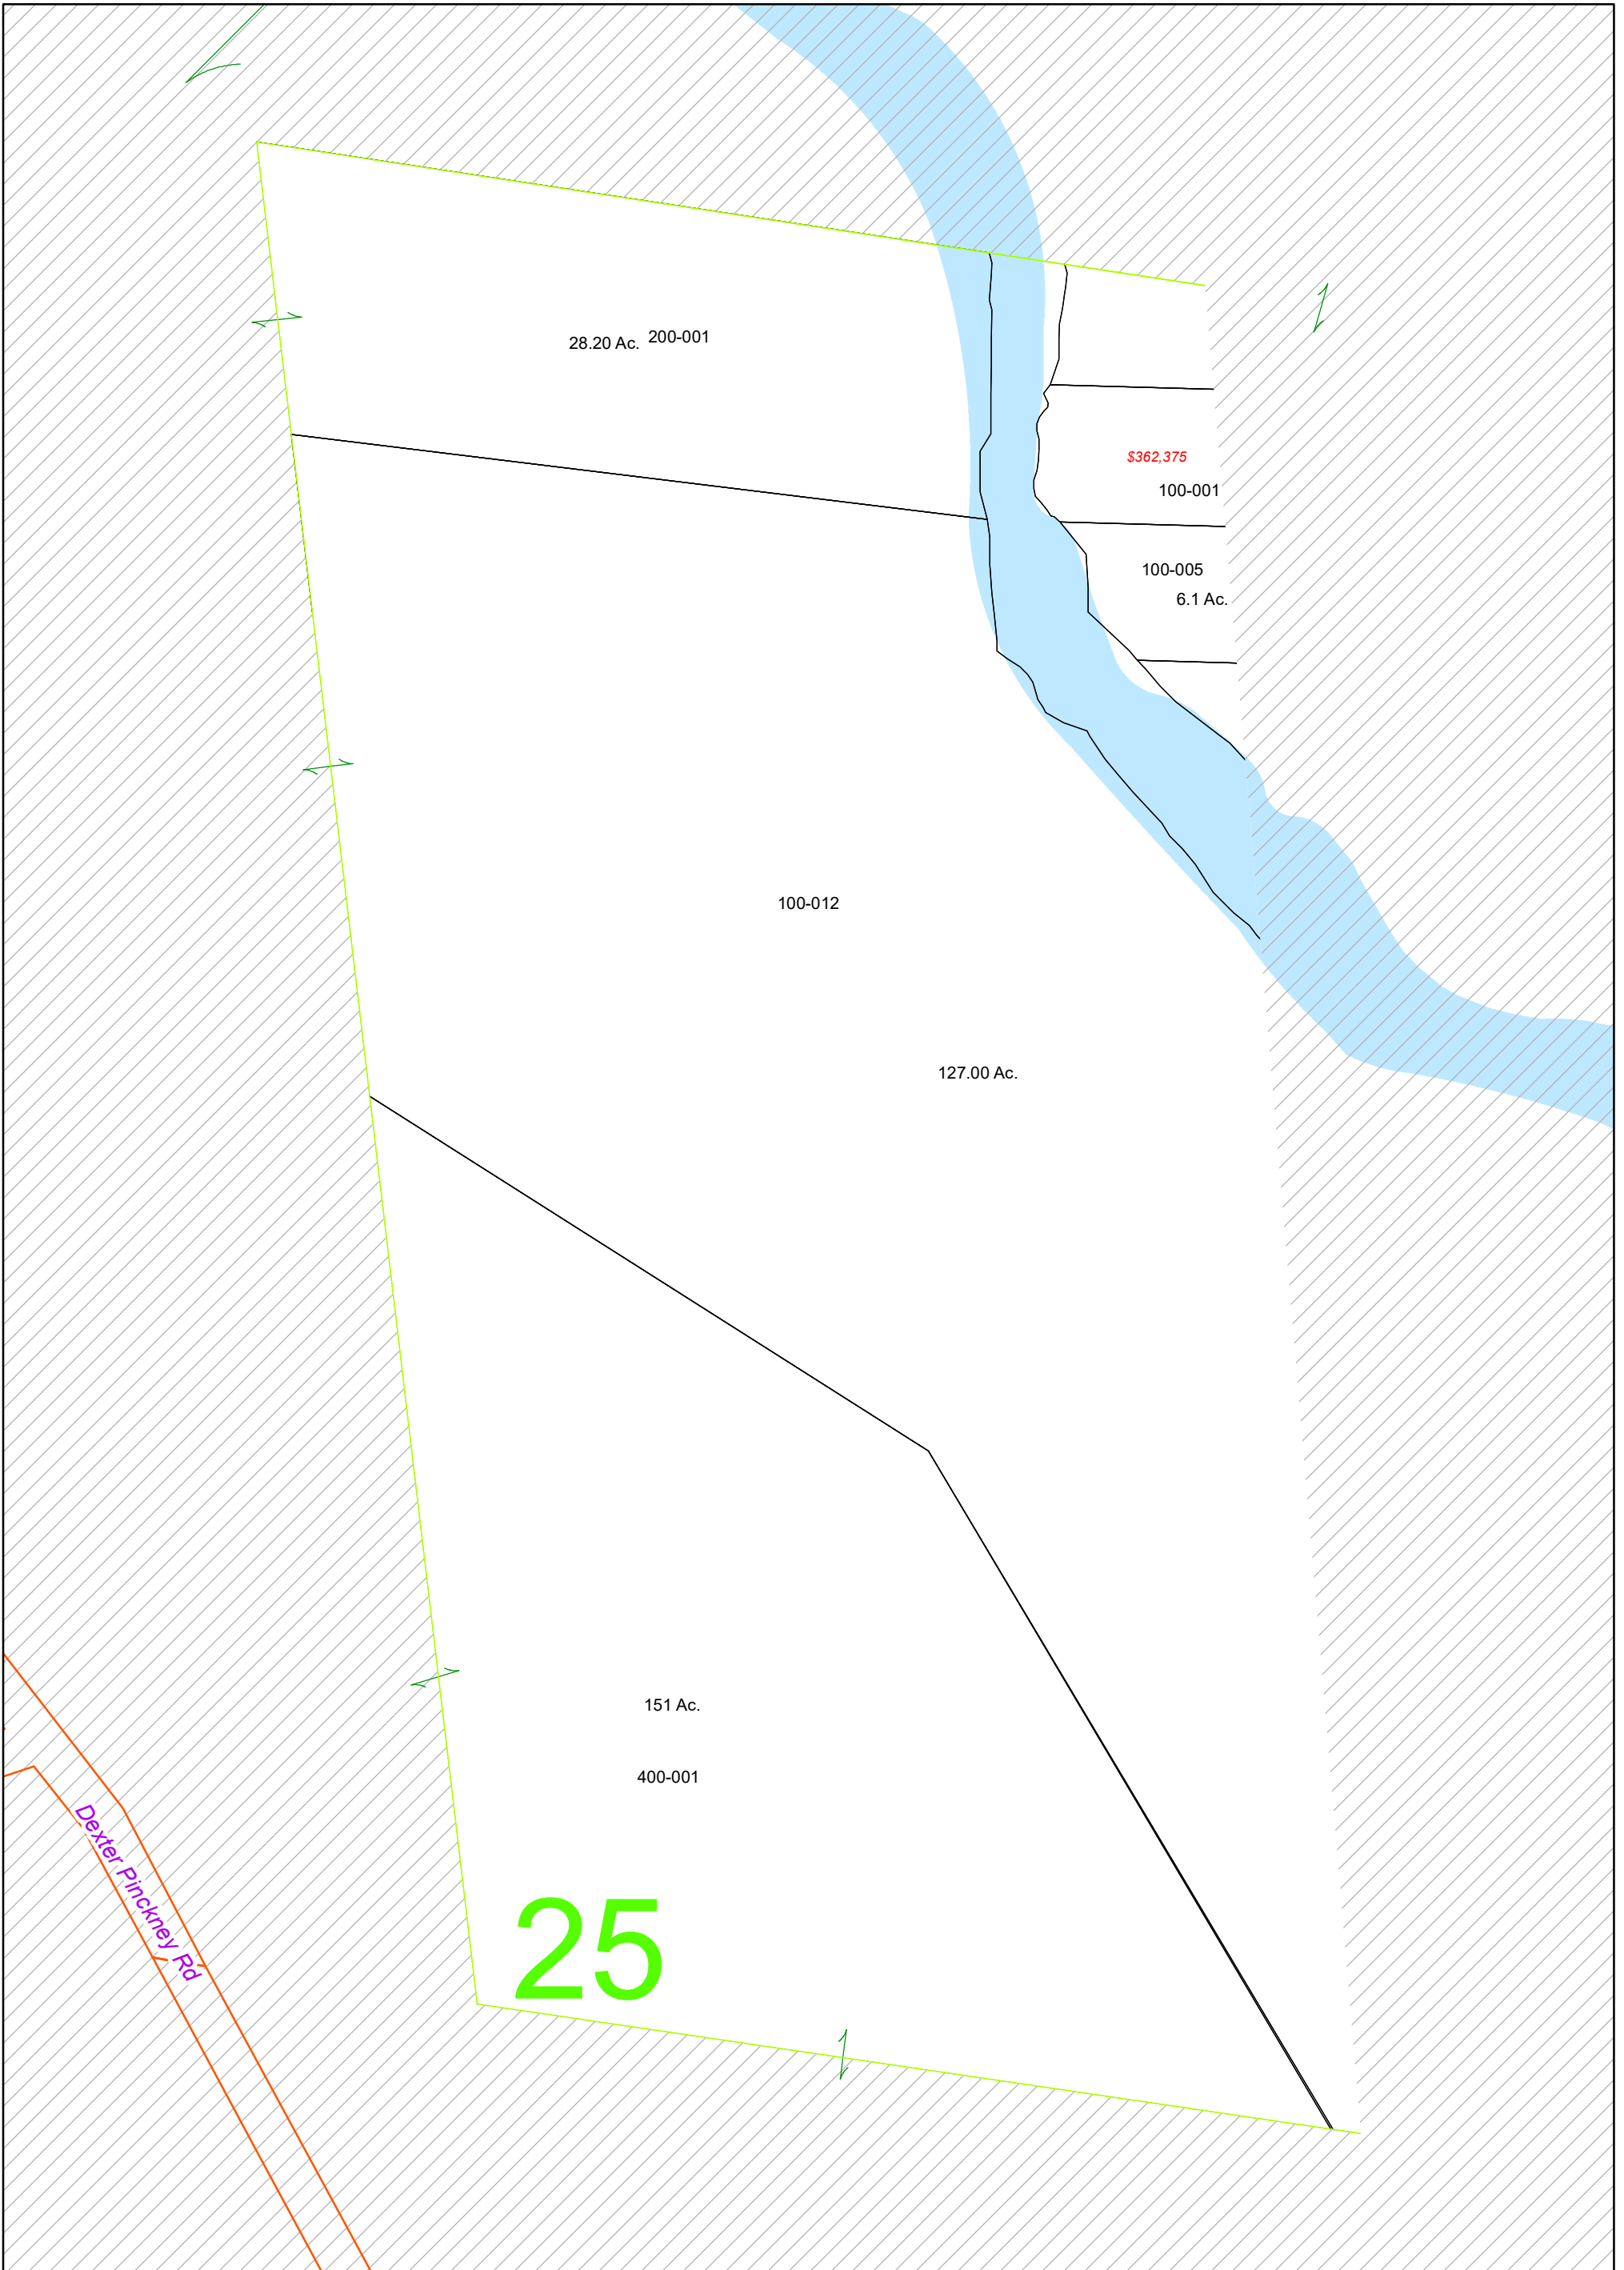 28.20 Ac. 200-001
$362,375
100-001
100-005
6.1 Ac.
100-012
127.00 Ac.
151 Ac.
400-001
Dexter Pinckney Rd
25